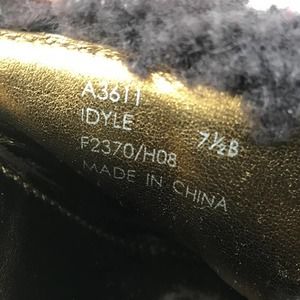 A3611
IDYLE
F2370/H08 7½B
MADE IN CHINA